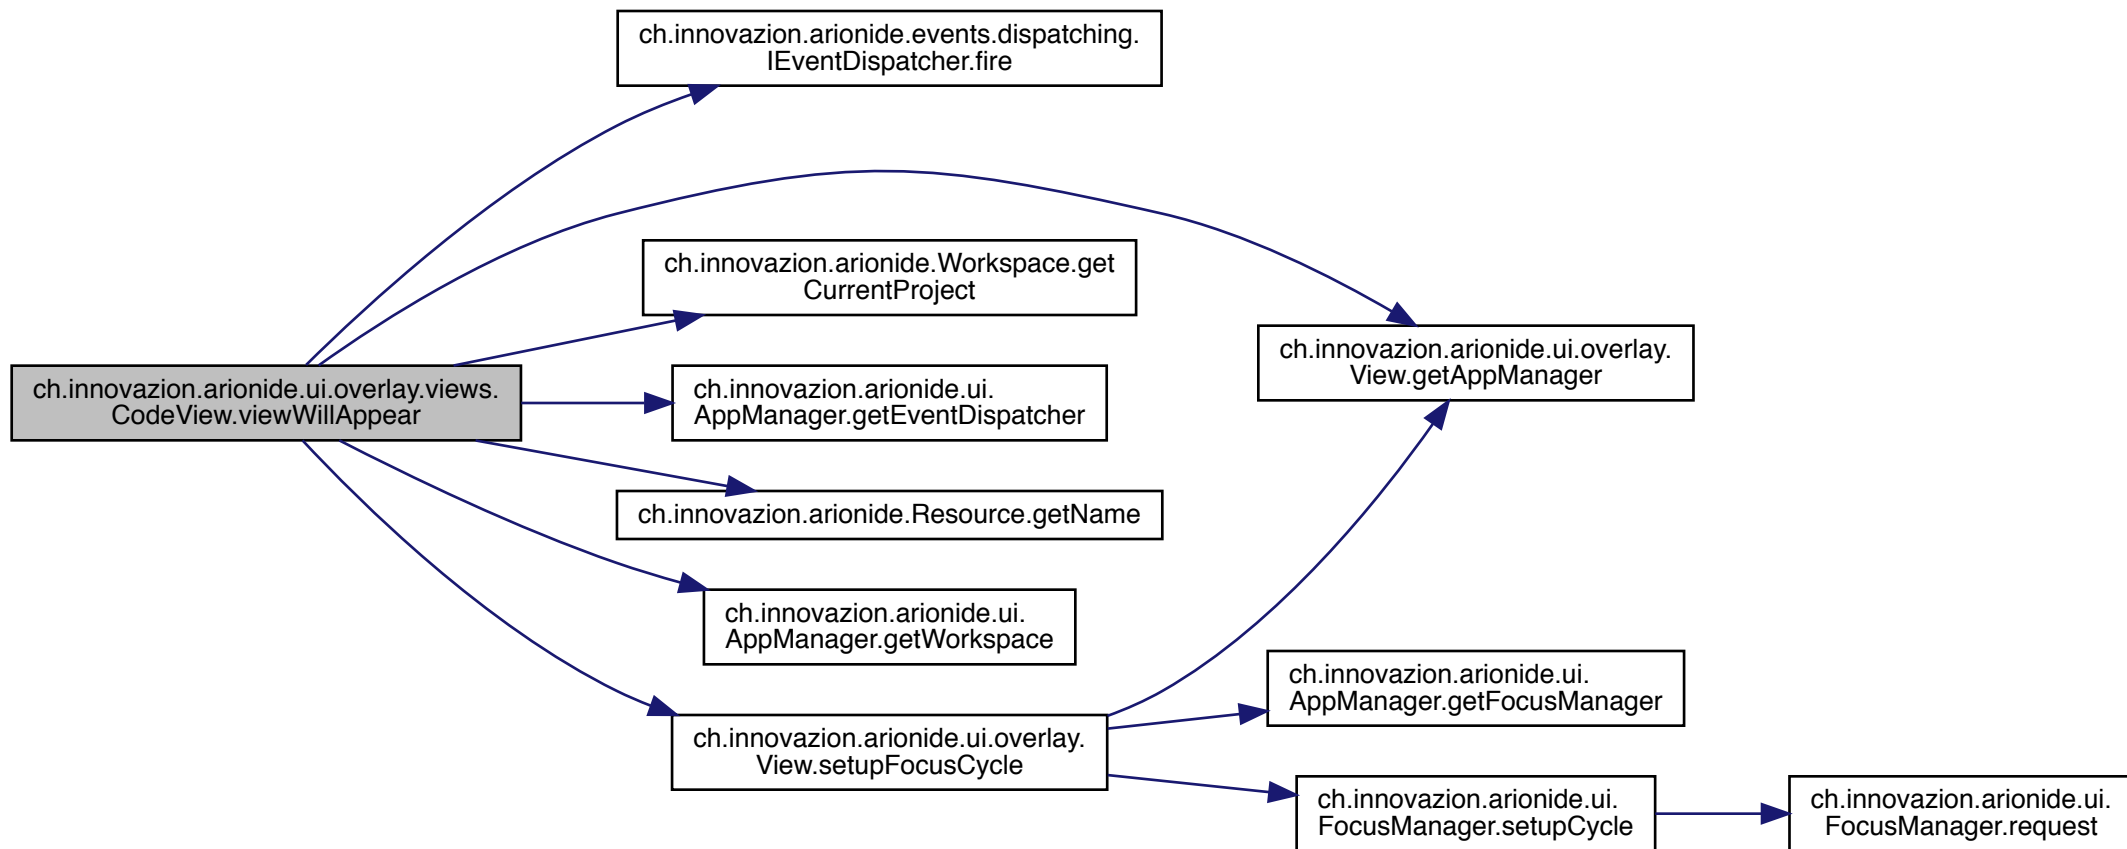 ch.innovazion.arionide.events.dispatching.
IEventDispatcher.fire
ch.innovazion.arionide.Workspace.get
CurrentProject
ch.innovazion.arionide.ui.overlay.
View.getAppManager
ch.innovazion.arionide.ui.overlay.views.
CodeView.viewWillAppear
ch.innovazion.arionide.ui.
AppManager.getEventDispatcher
ch.innovazion.arionide.Resource.getName
ch.innovazion.arionide.ui.
AppManager.getWorkspace
ch.innovazion.arionide.ui.
AppManager.getFocusManager
ch.innovazion.arionide.ui.overlay.
View.setupFocusCycle
ch.innovazion.arionide.ui.
FocusManager.setupCycle
ch.innovazion.arionide.ui.
FocusManager.request